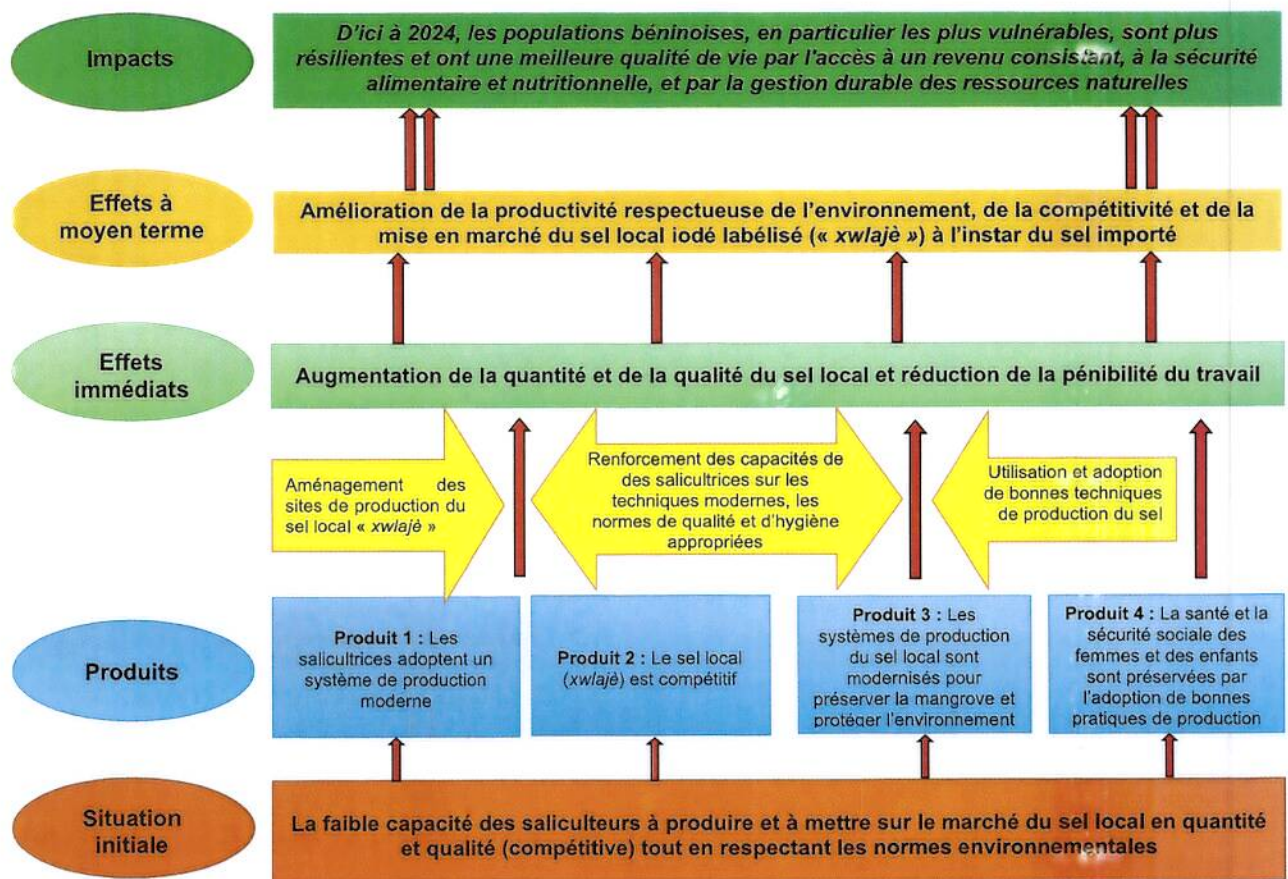 Impacts
D'ici à 2024, les populations béninoises, en particulier les plus vulnérables, sont plus
résilientes et ont une meilleure qualité de vie par l'accès à un revenu consistant, à la sécurité
alimentaire et nutritionnelle, et par la gestion durable des ressources naturelles
Effets à
moyen terme
Amélioration de la productivité respectueuse de l'environnement, de la compétitivité et de la
mise en marché du sel local iodé labélisé (« xwlajè ») à l'instar du sel importé
Effets
immédiats
Augmentation de la quantité et de la qualité du sel local et réduction de la pénibilité du travail
Aménagement des
sites de production du
sel local « xwlajè »
Renforcement des capacités de
des salicultrices sur les
techniques modernes, les
normes de qualité et d'hygiène
appropriées
Utilisation et adoption
de bonnes techniques
de production du sel
Produits
Produit 1 : Les
salicultrices adoptent un
système de production
moderne
Produit 2 : Le sel local
(xwlajè) est compétitif
Produit 3 : Les
systèmes de production
du sel local sont
modernisés pour
préserver la mangrove et
protéger l'environnement
Produit 4 : La santé et la
sécurité sociale des
femmes et des enfants
sont préservées par
l'adoption de bonnes
pratiques de production
Situation
initiale
La faible capacité des saliculteurs à produire et à mettre sur le marché du sel local en quantité
et qualité (compétitive) tout en respectant les normes environnementales